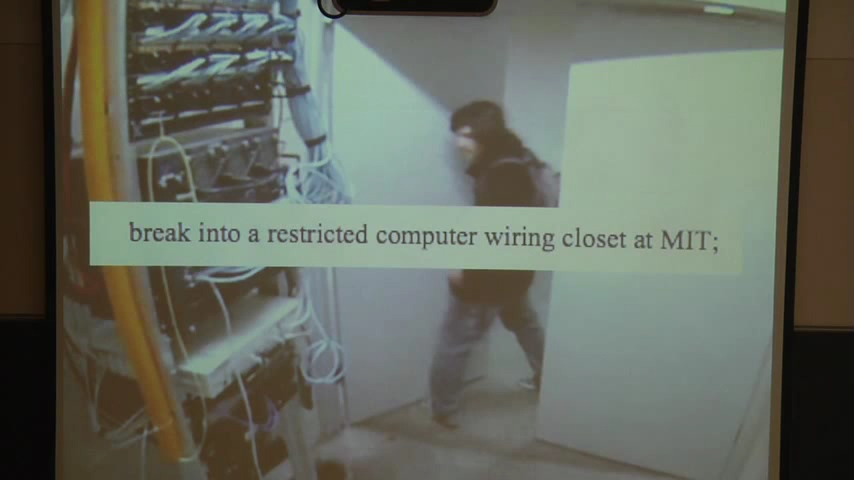 break into a restricted computer wiring closet at MIT;